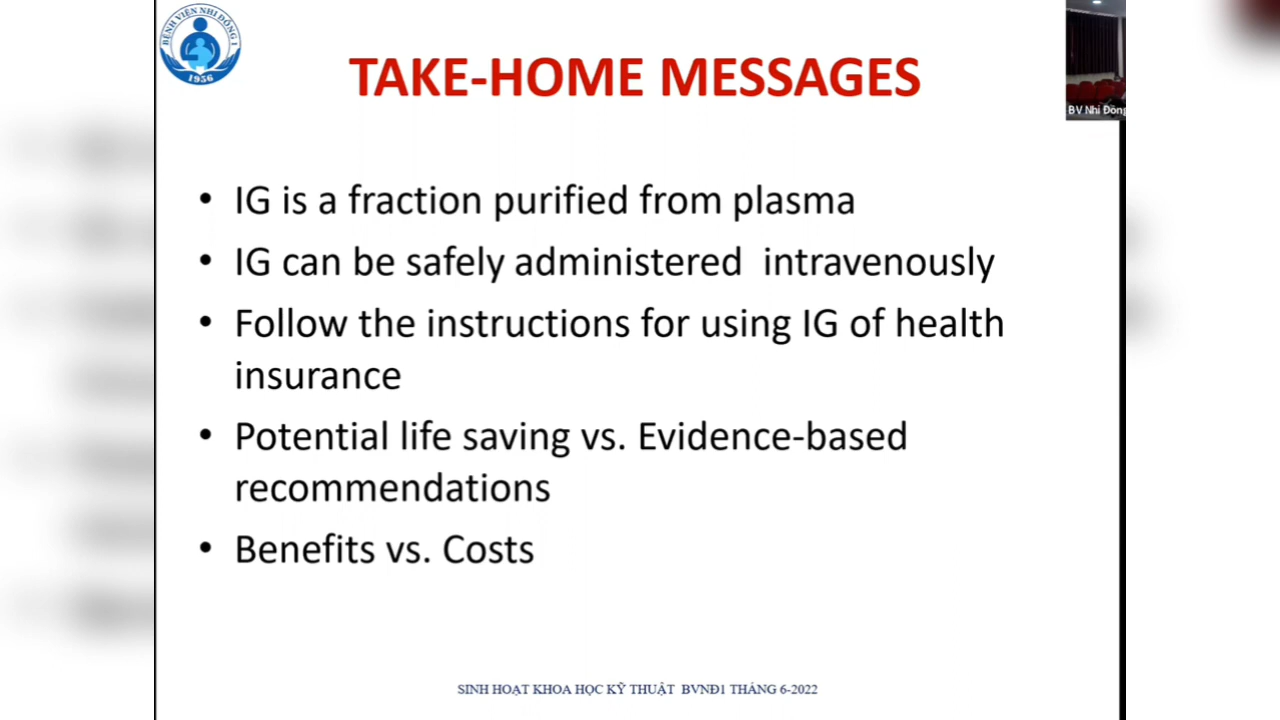 BỆNH VIỆN NHI ĐỒNG 1
1956
TAKE-HOME MESSAGES
BV Nhi Đồng
• IG is a fraction purified from plasma
• IG can be safely administered intravenously
• Follow the instructions for using IG of health
insurance
• Potential life saving vs. Evidence-based
recommendations
• Benefits vs. Costs
SINH HOẠT KHOA HỌC KỸ THUẬT BVNĐ1 THÁNG 6-2022